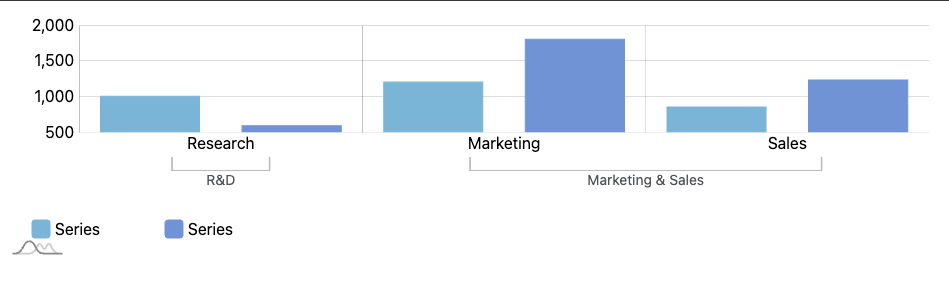 2,000
1,500
1,000
500
Research Marketing Sales
R&D Marketing & Sales
Series Series